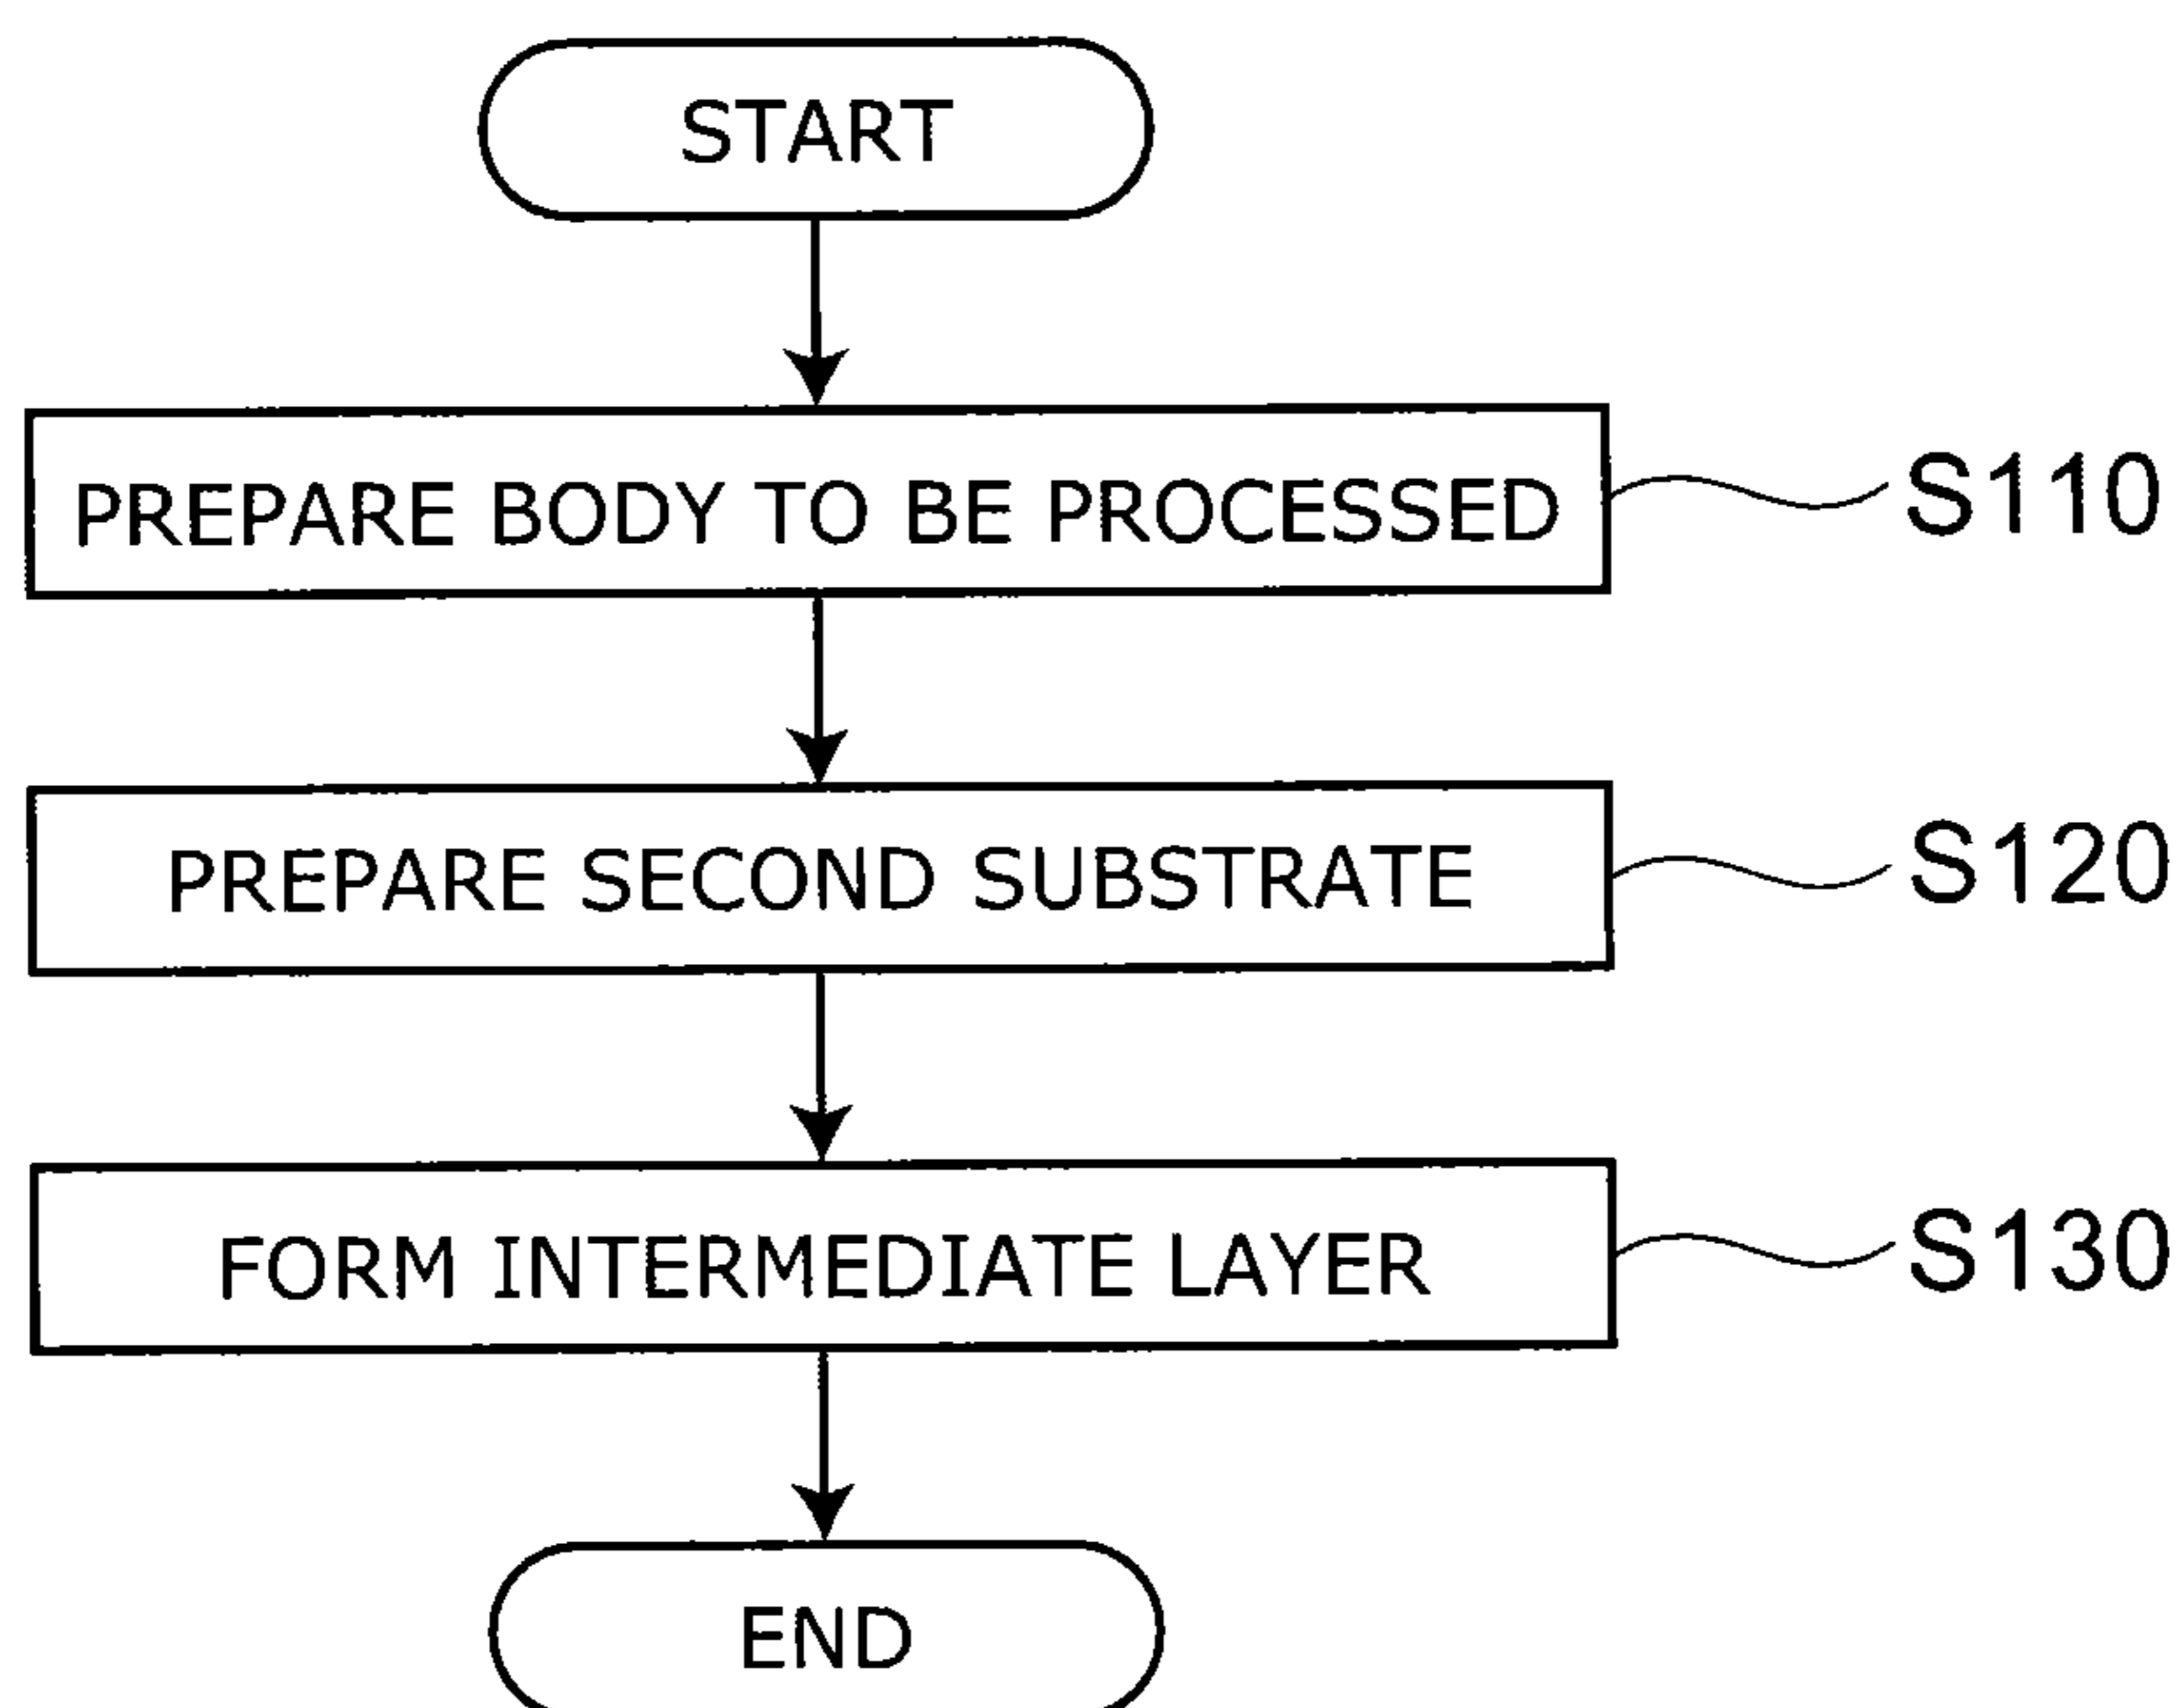 START
PREPARE BODY TO BE PROCESSED
S110
PREPARE SECOND SUBSTRATE
S120
FORM INTERMEDIATE LAYER
S130
END